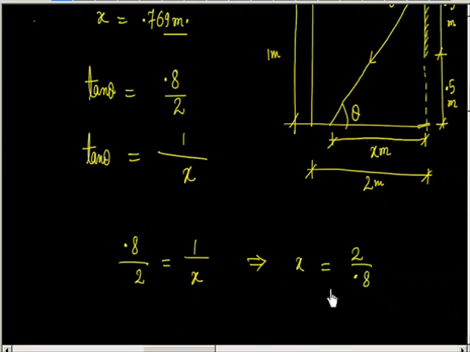 x = .769m.
1m
m
.5
m
tanθ = .8/2
θ
tanθ = 1/x
xm
2m
.8/2 = 1/x ⇒ x = 2/.8